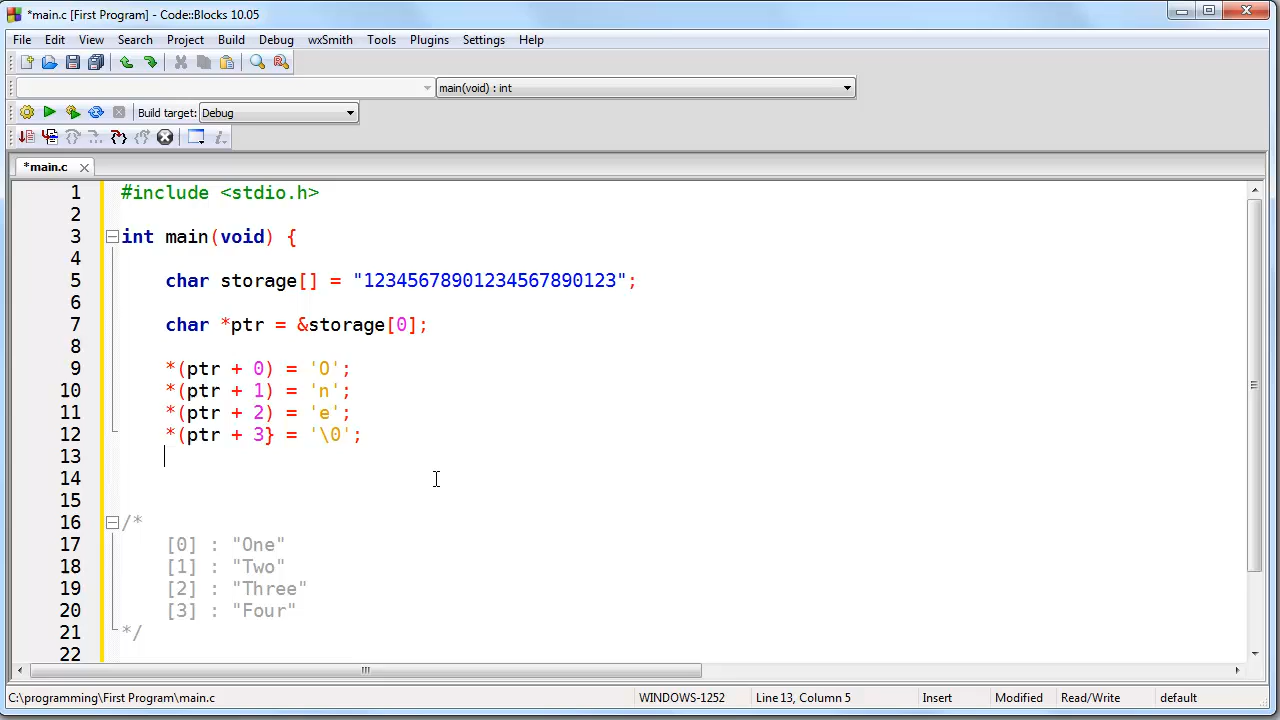 *main.c [First Program] - Code::Blocks 10.05
File Edit View Search Project Build Debug wxSmith Tools Plugins Settings Help
main(void) : int
Build target: Debug
*main.c
1 #include <stdio.h>
2
3 int main(void) {
4
5 char storage[] = "12345678901234567890123";
6
7 char *ptr = &storage[0];
8
9 *(ptr + 0) = 'O';
10 *(ptr + 1) = 'n';
11 *(ptr + 2) = 'e';
12 *(ptr + 3} = '\0';
13
14
15
16 /*
17 [0] : "One"
18 [1] : "Two"
19 [2] : "Three"
20 [3] : "Four"
21 */
22
C:\programming\First Program\main.c WINDOWS-1252 Line 13, Column 5 Insert Modified Read/Write default